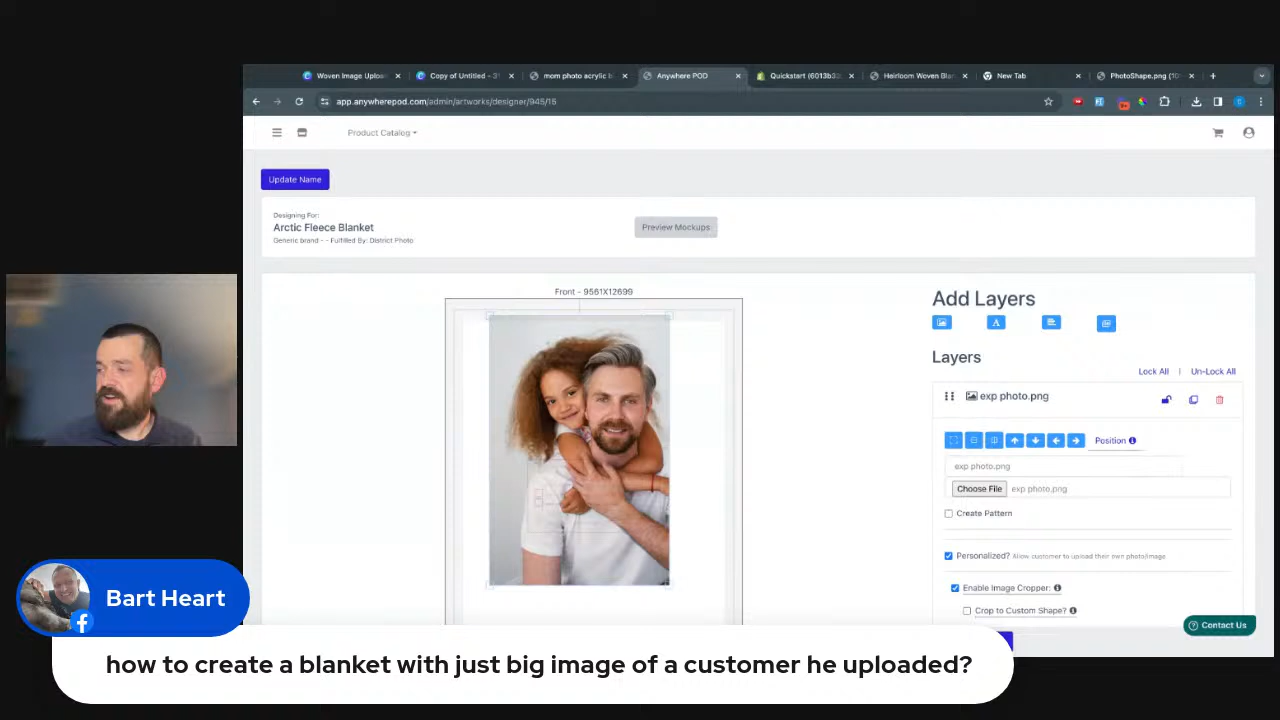 Woven Image Uploa
Copy of Untitled - 3
mom photo acrylic b
Anywhere POD
Quickstart (6013b3
Heirloom Woven Bla
New Tab
PhotoShape.png (10
app.anywherepod.com/admin/artworks/designer/945/15
Product Catalog
Update Name
Designing For:
Arctic Fleece Blanket
Generic brand - - Fulfilled By: District Photo
Preview Mockups
Front - 9561X12699
Add Layers
Layers
Lock All | Un-Lock All
exp photo.png
Position
exp photo.png
Choose File exp photo.png
Create Pattern
Personalized? Allow customer to upload their own photo/image
Enable Image Cropper:
Crop to Custom Shape?
Contact Us
Bart Heart
how to create a blanket with just big image of a customer he uploaded?